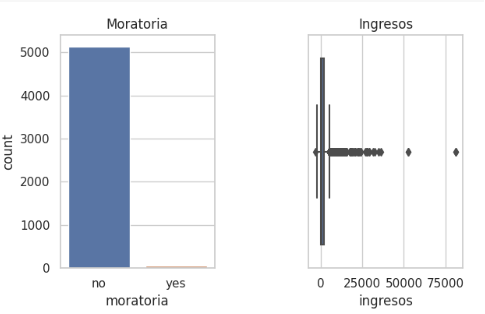 Moratoria
5000
4000
3000
2000
1000
0
count
no yes
moratoria
Ingresos
0 25000 50000 75000
ingresos